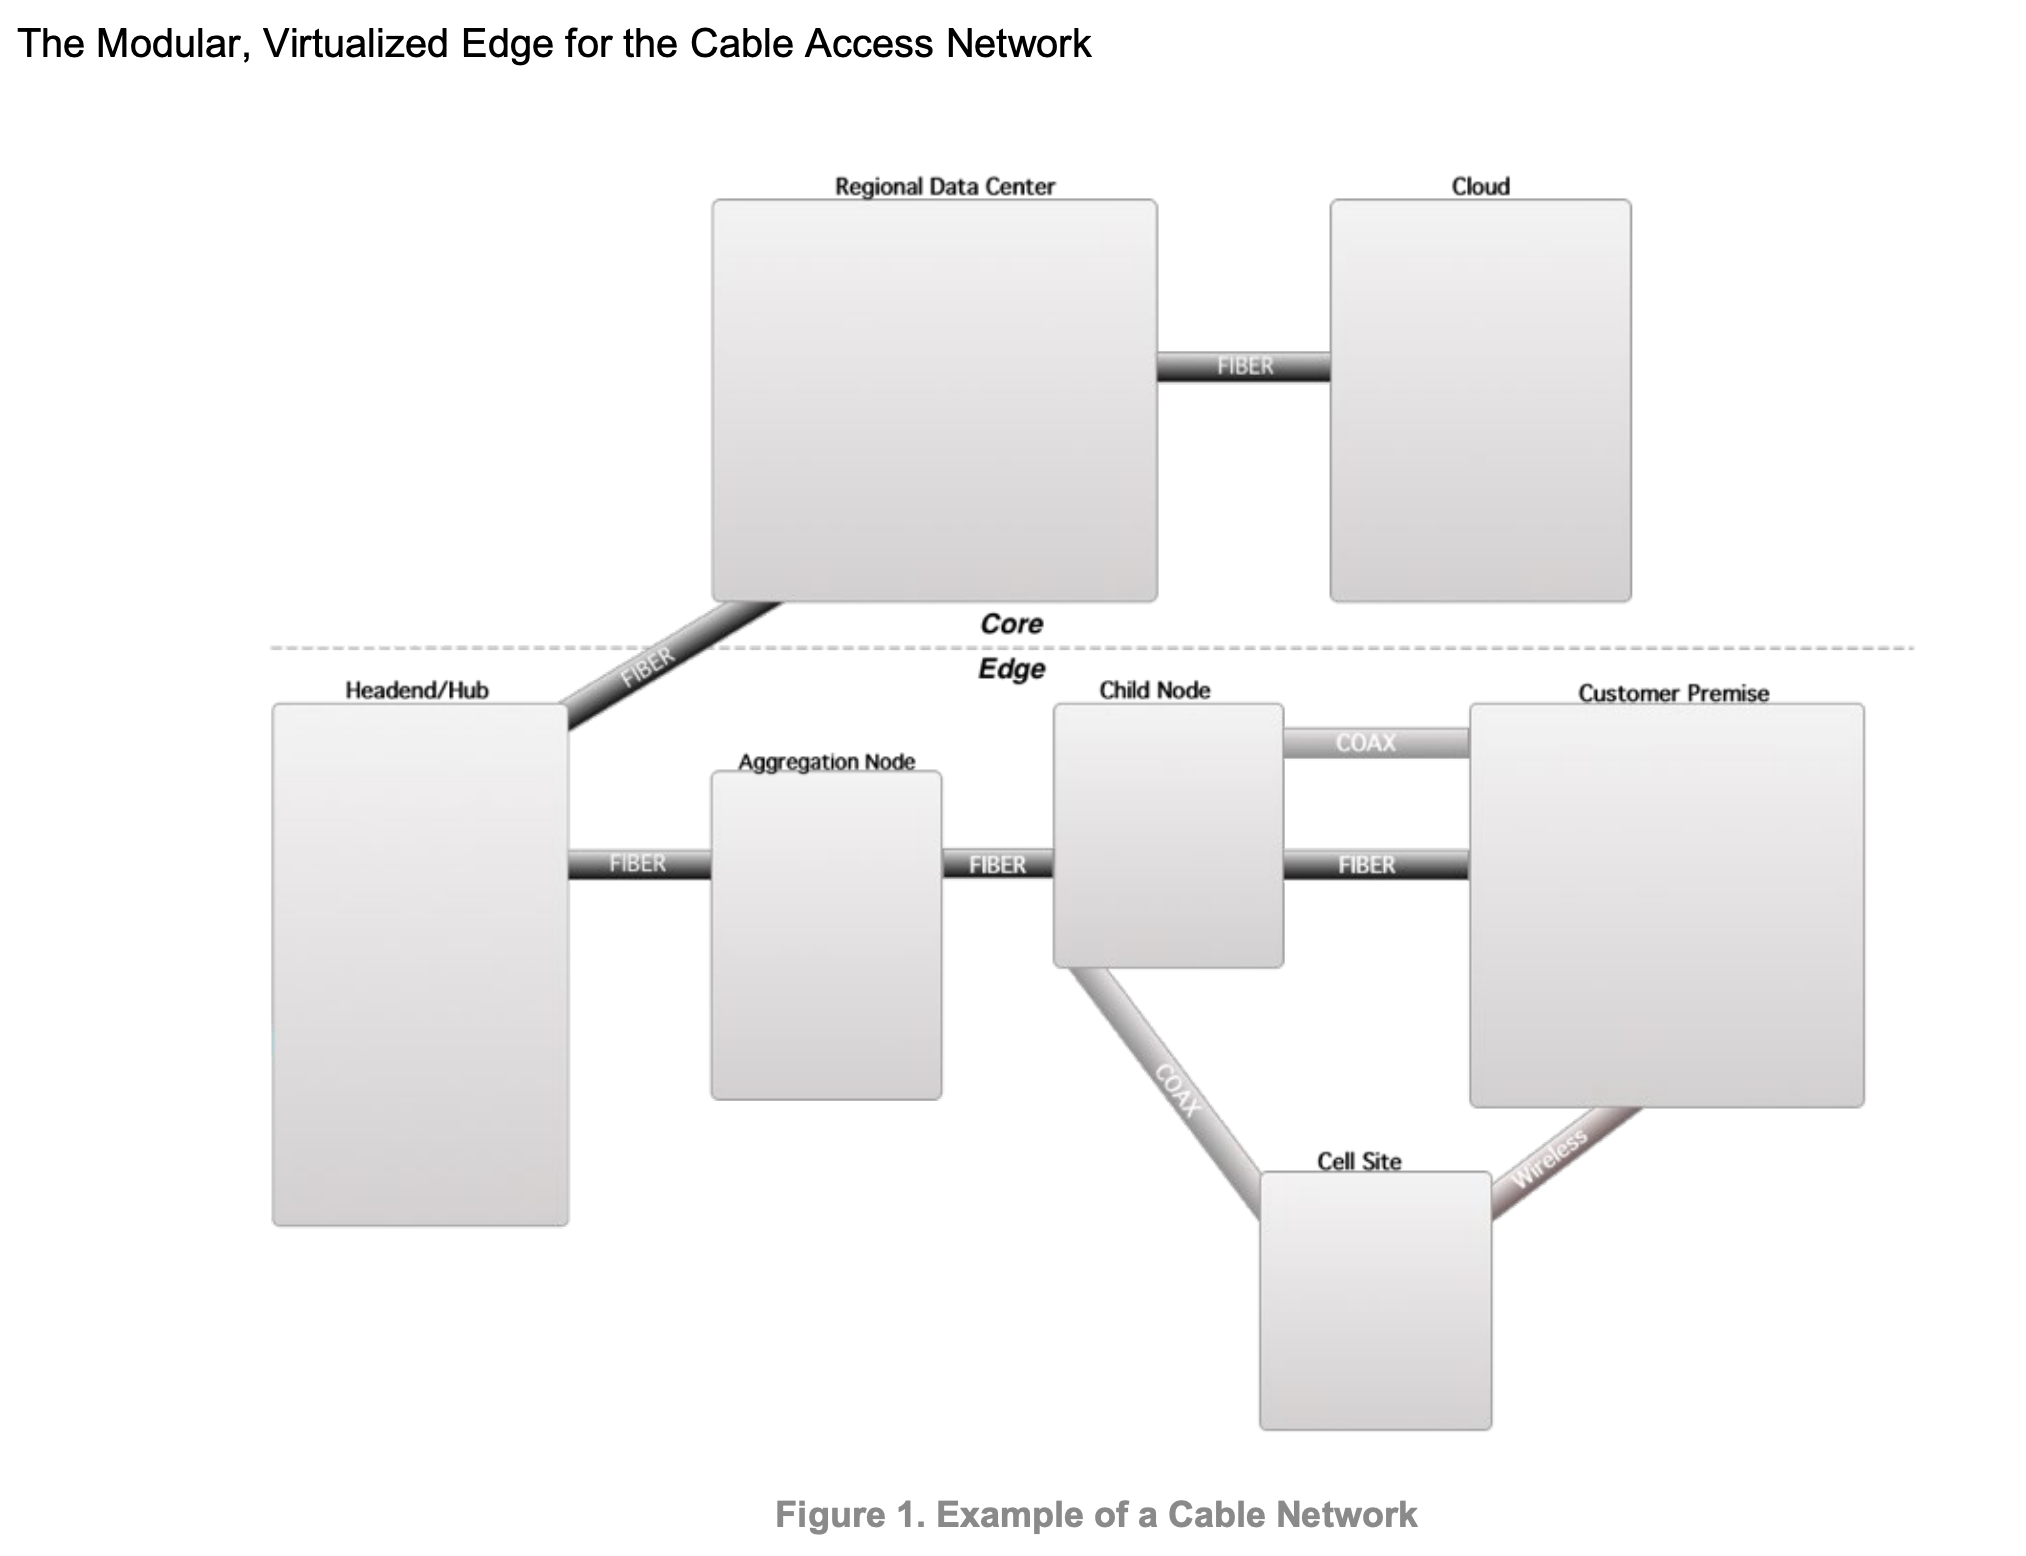 The Modular, Virtualized Edge for the Cable Access Network
Regional Data Center
Cloud
FIBER
Core
FIBER
Edge
Headend/Hub
Child Node
Customer Premise
COAX
Aggregation Node
FIBER
FIBER
FIBER
COAX
Wireless
Cell Site
Figure 1. Example of a Cable Network